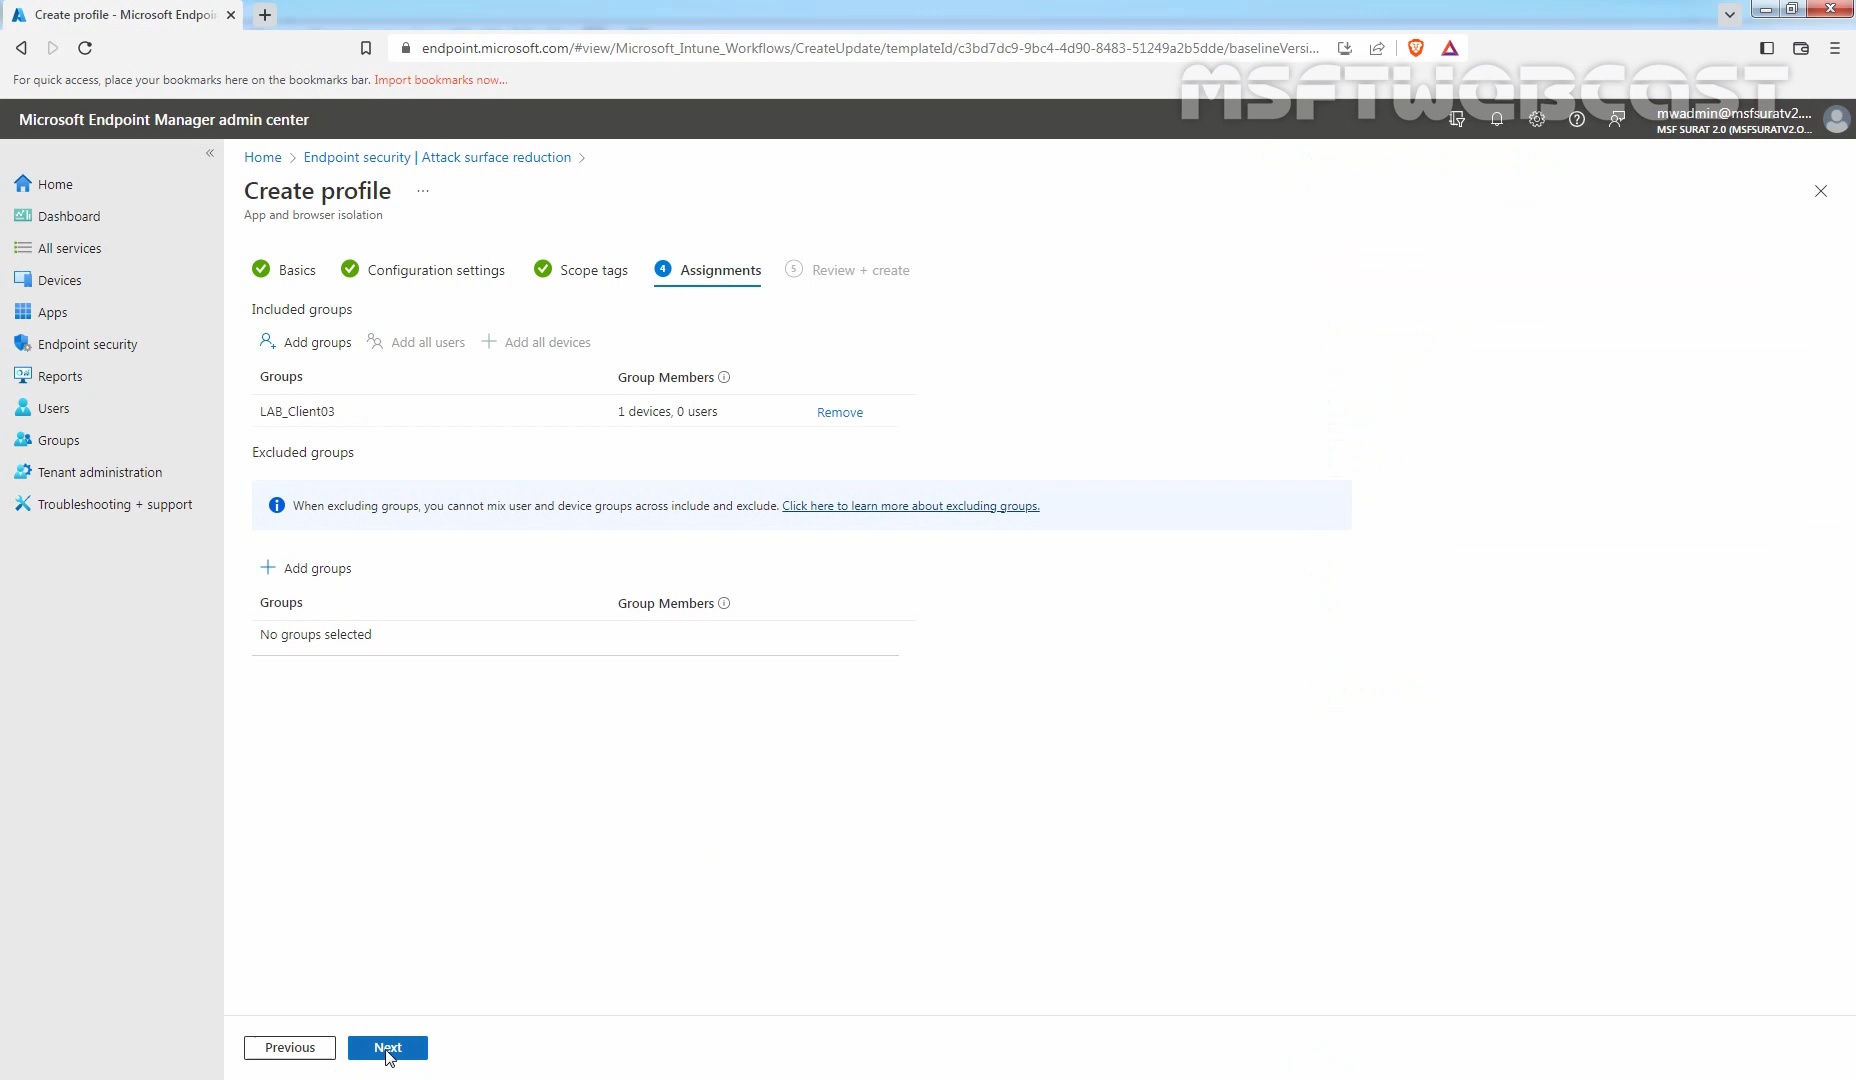 Create profile - Microsoft Endpoi
endpoint.microsoft.com/#view/Microsoft_Intune_Workflows/CreateUpdate/templateId/c3bd7dc9-9bc4-4d90-8483-51249a2b5dde/baselineVersi...
For quick access, place your bookmarks here on the bookmarks bar. Import bookmarks now...
MSFTWEBCAST
Microsoft Endpoint Manager admin center
mwadmin@msfsuratv2....
MSF SURAT 2.0 (MSFSURATV2.O...
Home
Dashboard
All services
Devices
Apps
Endpoint security
Reports
Users
Groups
Tenant administration
Troubleshooting + support
Home > Endpoint security | Attack surface reduction >
Create profile ...
App and browser isolation
Basics
Configuration settings
Scope tags
4 Assignments
5 Review + create
Included groups
Add groups Add all users Add all devices
Groups Group Members
LAB_Client03 1 devices, 0 users Remove
Excluded groups
When excluding groups, you cannot mix user and device groups across include and exclude. Click here to learn more about excluding groups.
Add groups
Groups Group Members
No groups selected
Previous Next